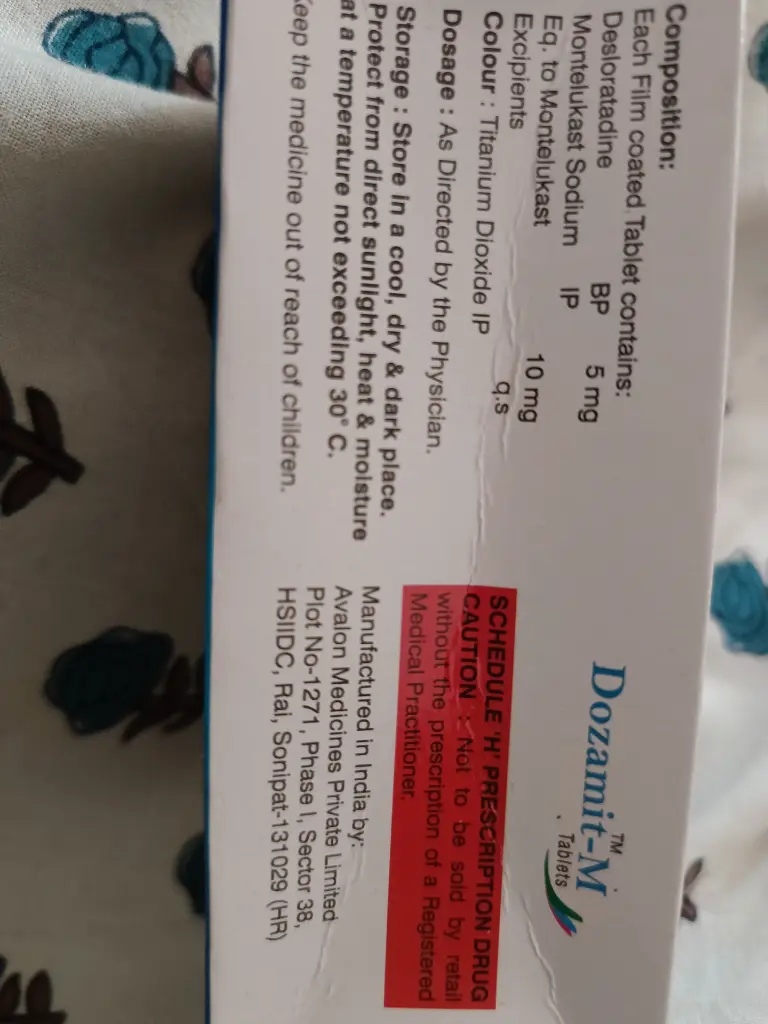 Composition:
Each Film coated Tablet contains:
Desloratadine BP 5 mg
Montelukast Sodium IP
Eq. to Montelukast 10 mg
Excipients q.s
Colour : Titanium Dioxide IP
Dosage : As Directed by the Physician.
Storage : Store in a cool, dry & dark place.
Protect from direct sunlight, heat & moisture
at a temperature not exceeding 30° C.
Keep the medicine out of reach of children.
Dozamit-M™
Tablets
SCHEDULE 'H' PRESCRIPTION DRUG
CAUTION : Not to be sold by retail
without the prescription of a Registered
Medical Practitioner.
Manufactured in India by:
Avalon Medicines Private Limited
Plot No-1271, Phase I, Sector 38,
HSIIDC, Rai, Sonipat-131029 (HR)